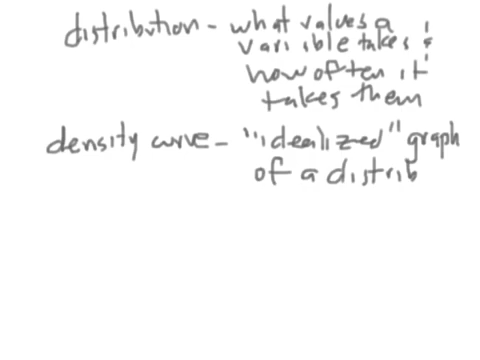 distribution - what values a
variable takes &
how often it
takes them
density curve - "idealized" graph
of a distrib